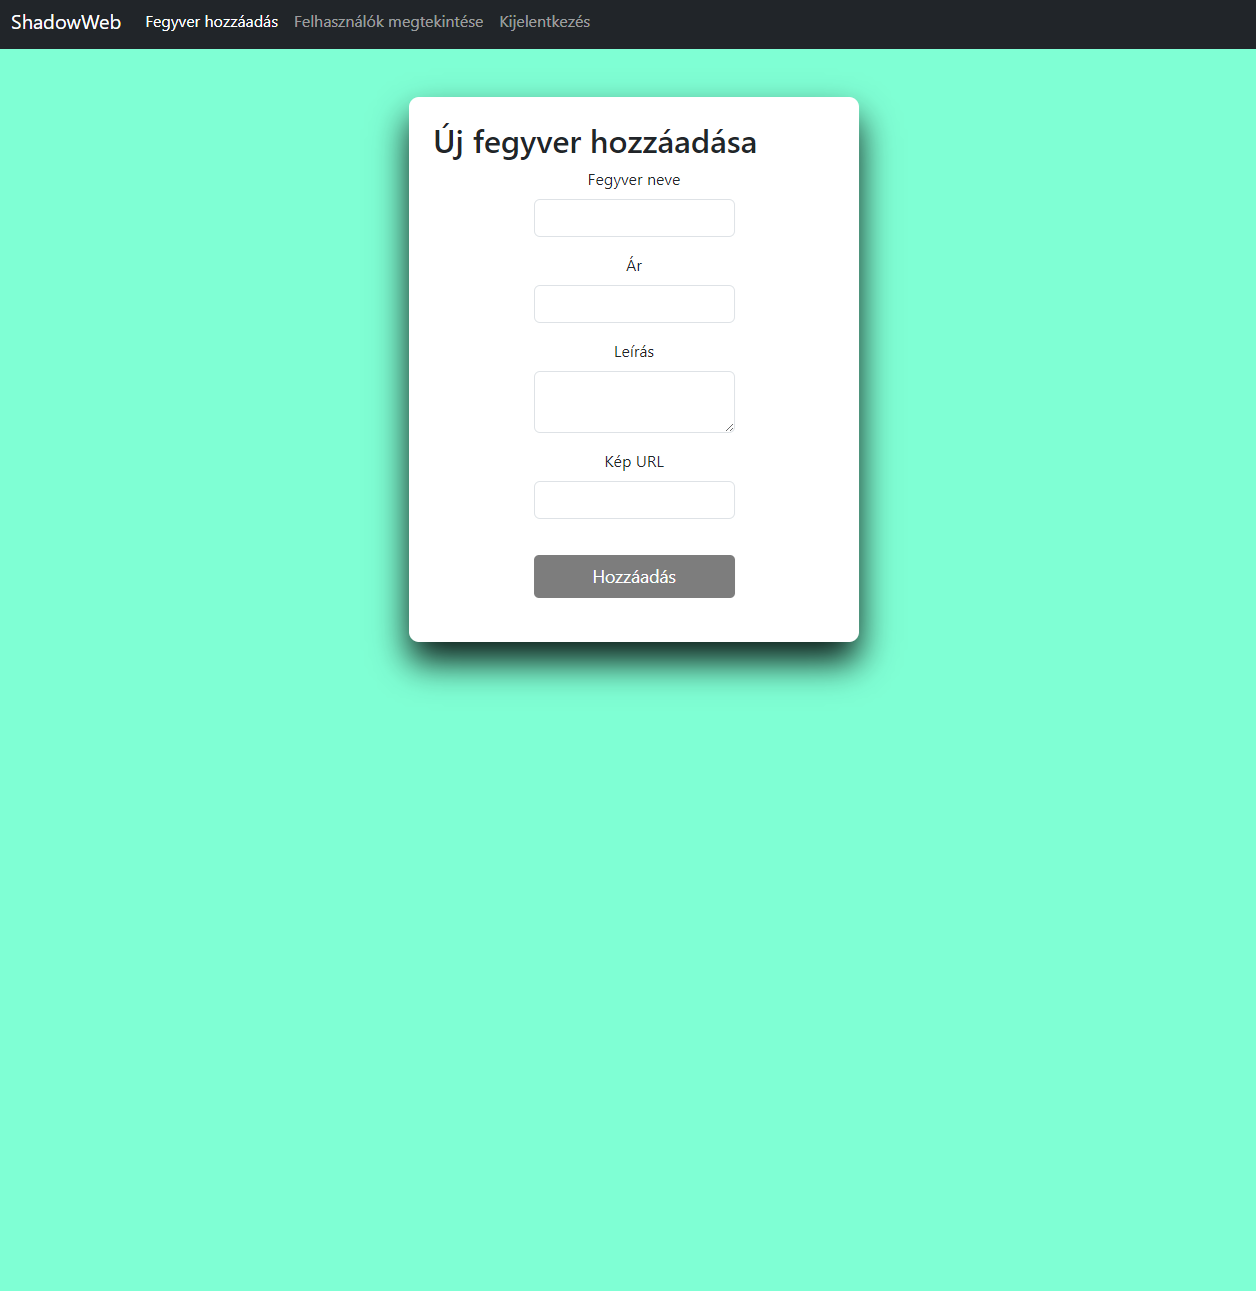 ShadowWeb Fegyver hozzáadás Felhasználók megtekintése Kijelentkezés
Új fegyver hozzáadása
Fegyver neve
Ár
Leírás
Kép URL
Hozzáadás